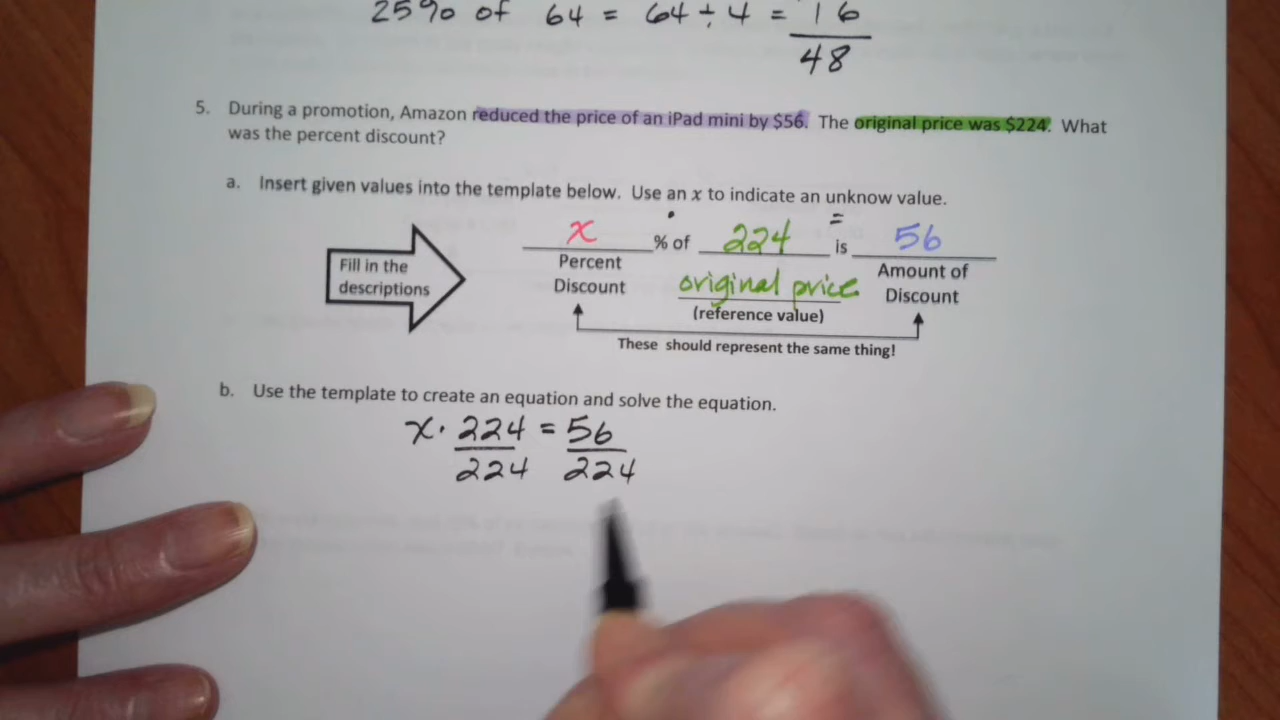 25% of 64 = 64 ÷ 4 = 16
48
5. During a promotion, Amazon reduced the price of an iPad mini by $56. The original price was $224. What
was the percent discount?
a. Insert given values into the template below. Use an x to indicate an unknow value.
x % of 224 is 56
· =
Fill in the
descriptions
Percent
Discount
original price
(reference value)
Amount of
Discount
These should represent the same thing!
b. Use the template to create an equation and solve the equation.
x · 224 = 56
224 224